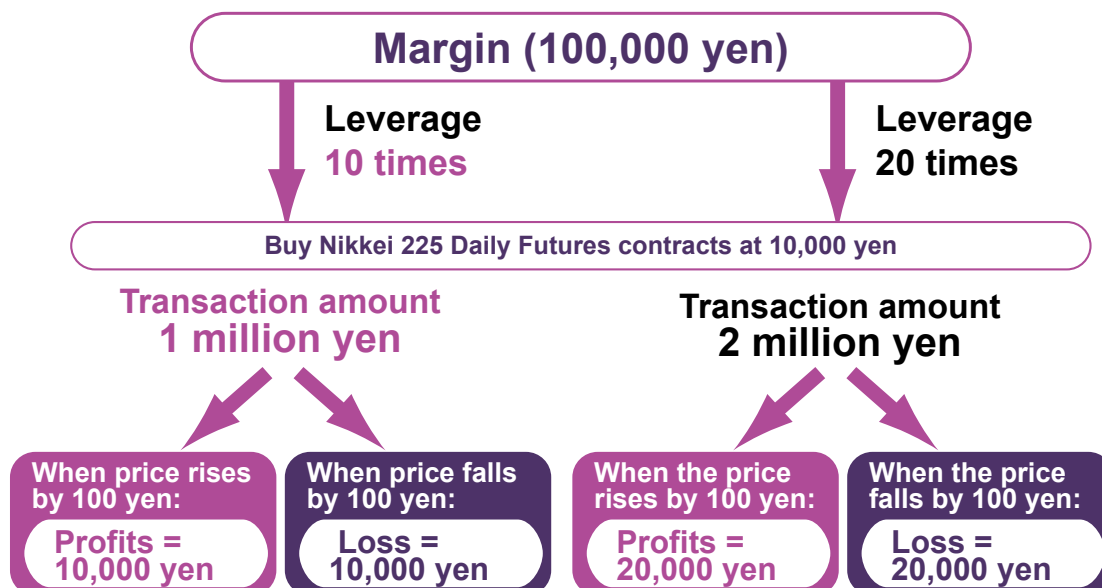 Margin (100,000 yen)
Leverage
10 times
Leverage
20 times
Buy Nikkei 225 Daily Futures contracts at 10,000 yen
Transaction amount
1 million yen
Transaction amount
2 million yen
When price rises
by 100 yen:
Profits =
10,000 yen
When price falls
by 100 yen:
Loss =
10,000 yen
When the price
rises by 100 yen:
Profits =
20,000 yen
When the price
falls by 100 yen:
Loss =
20,000 yen